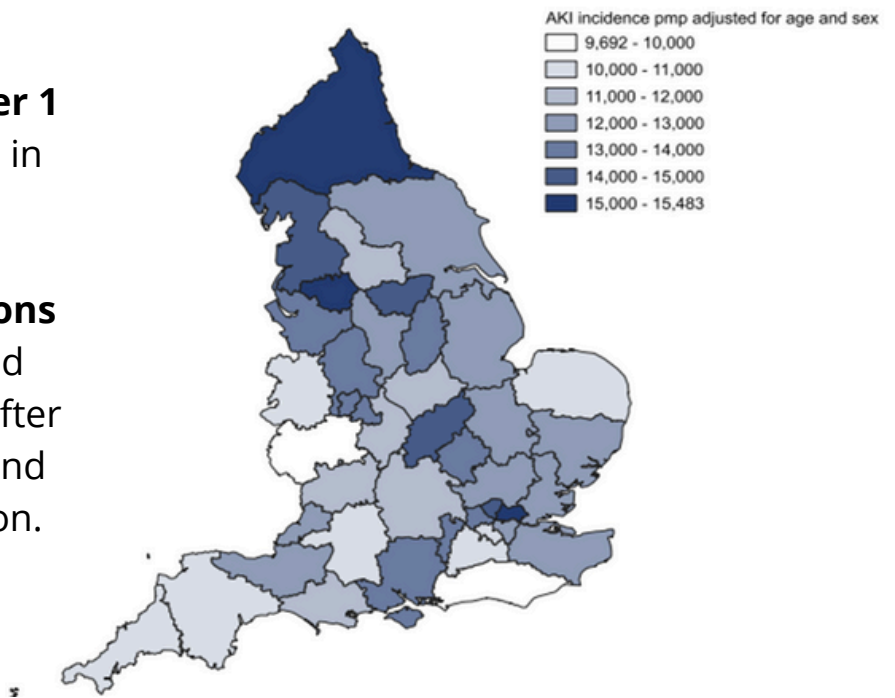 er 1
in
ons
d
fter
nd
on.
AKI incidence pmp adjusted for age and sex
9,692 - 10,000
10,000 - 11,000
11,000 - 12,000
12,000 - 13,000
13,000 - 14,000
14,000 - 15,000
15,000 - 15,483